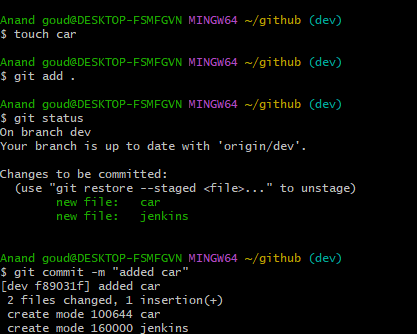 Anand goud@DESKTOP-FSMFGVN MINGW64 ~/github (dev)
$ touch car
Anand goud@DESKTOP-FSMFGVN MINGW64 ~/github (dev)
$ git add .
Anand goud@DESKTOP-FSMFGVN MINGW64 ~/github (dev)
$ git status
On branch dev
Your branch is up to date with 'origin/dev'.
Changes to be committed:
(use "git restore --staged <file>..." to unstage)
new file:   car
new file:   jenkins
Anand goud@DESKTOP-FSMFGVN MINGW64 ~/github (dev)
$ git commit -m "added car"
[dev f89031f] added car
2 files changed, 1 insertion(+)
create mode 100644 car
create mode 160000 jenkins